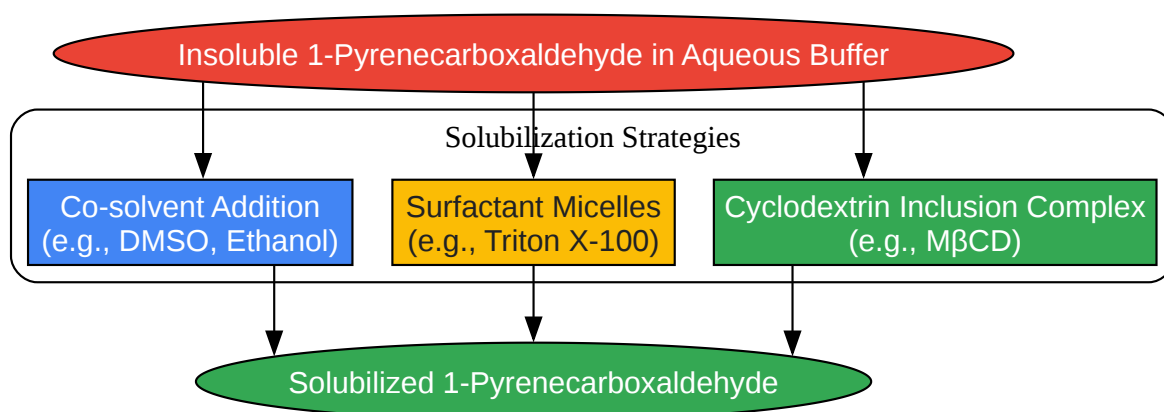 Insoluble 1-Pyrenecarboxaldehyde in Aqueous Buffer
Solubilization Strategies
Co-solvent Addition
(e.g., DMSO, Ethanol)
Surfactant Micelles
(e.g., Triton X-100)
Cyclodextrin Inclusion Complex
(e.g., MβCD)
Solubilized 1-Pyrenecarboxaldehyde